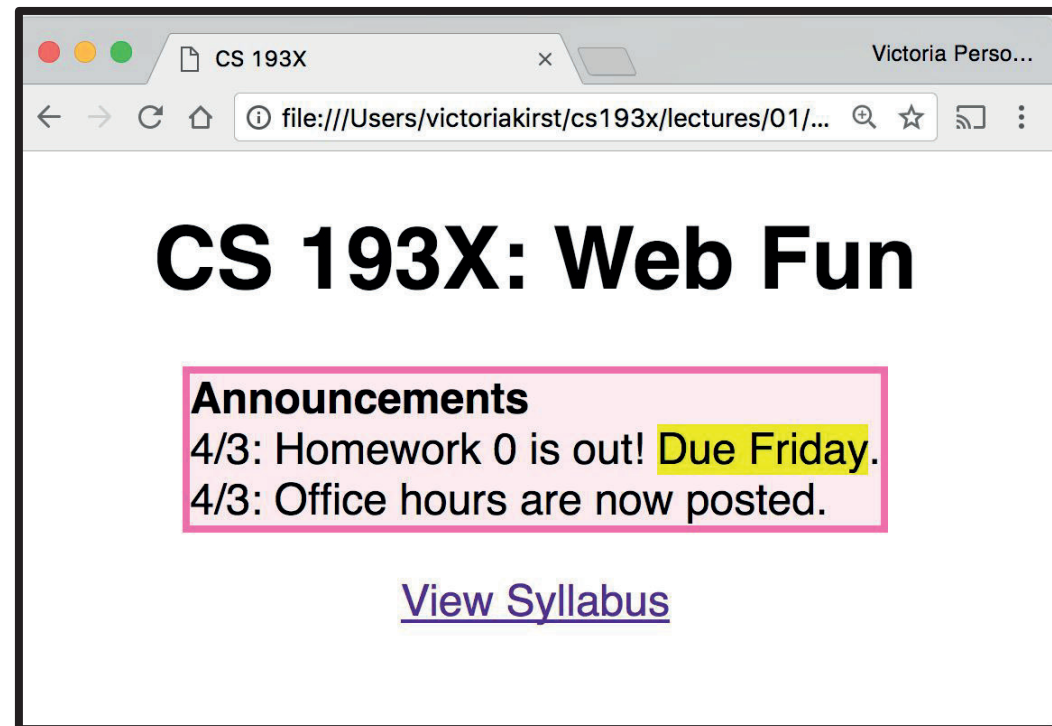 CS 193X
Victoria Perso...
file:///Users/victoriakirst/cs193x/lectures/01/...
CS 193X: Web Fun
Announcements
4/3: Homework 0 is out! Due Friday.
4/3: Office hours are now posted.
View Syllabus